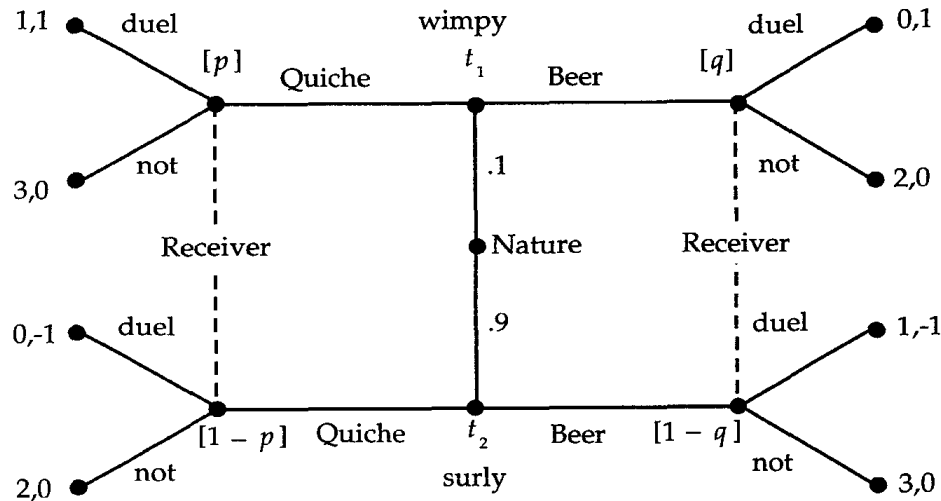 1,1 duel wimpy duel 0,1
[p] t1 [q]
Quiche Beer
3,0 not .1 not 2,0
Receiver Nature Receiver
0,-1 duel .9 duel 1,-1
[1 - p] Quiche t2 Beer [1 - q]
2,0 not surly not 3,0